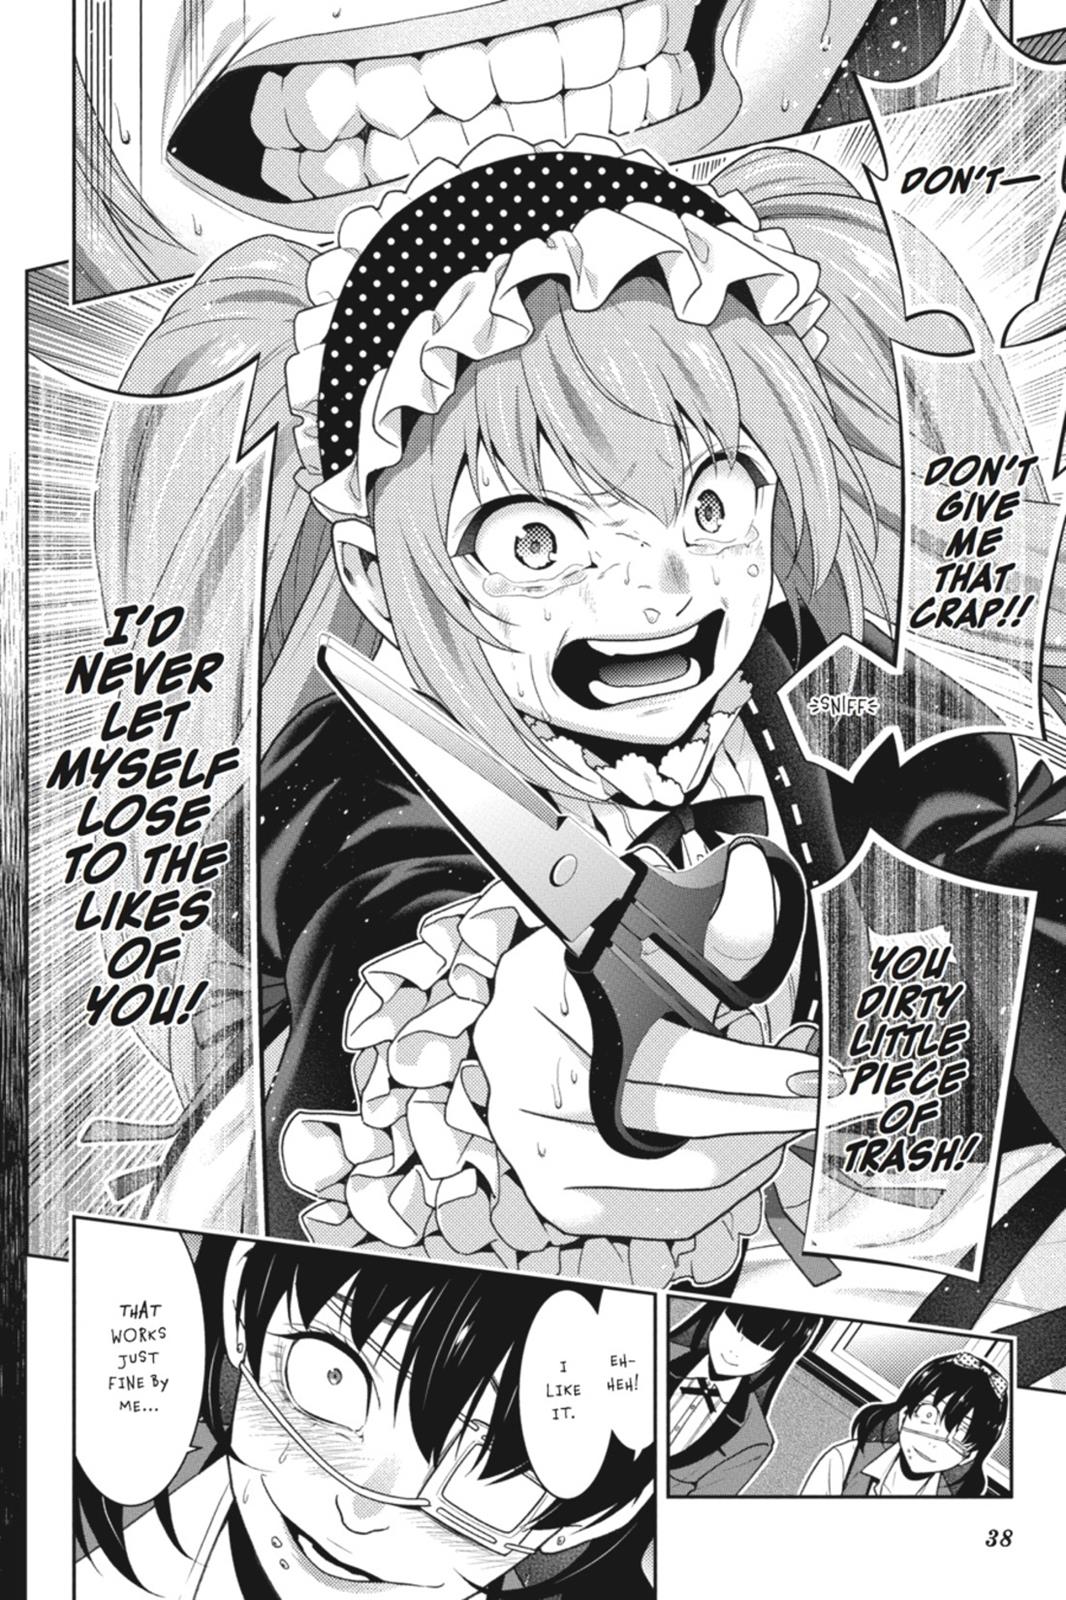 DON'T—
DON'T
GIVE
ME
THAT
CRAP!!
SNIFF
YOU
DIRTY
LITTLE
PIECE
OF
TRASH!
I'D
NEVER
LET
MYSELF
LOSE
TO THE
LIKES
OF
YOU!
EH-
HEH!
I
LIKE
IT.
THAT
WORKS
JUST
FINE BY
ME...
38